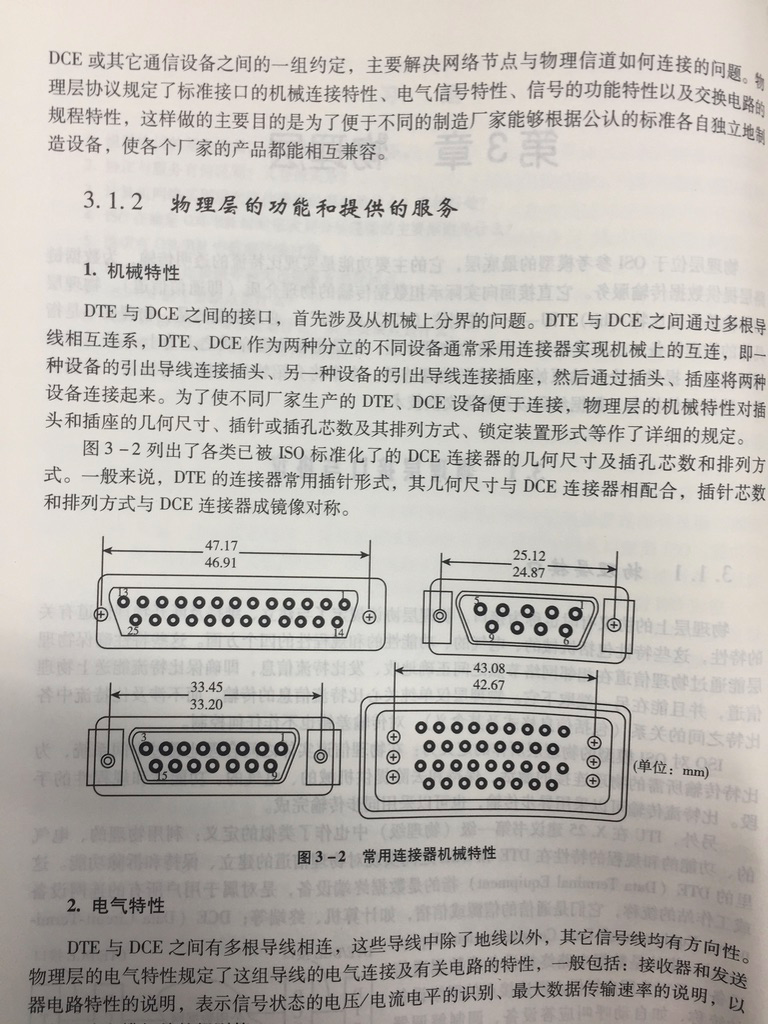 DCE 或其它通信设备之间的一组约定，主要解决网络节点与物理信道如何连接的问题。物
理层协议规定了标准接口的机械连接特性、电气信号特性、信号的功能特性以及交换电路的
规程特性，这样做的主要目的是为了便于不同的制造厂家能够根据公认的标准各自独立地制
造设备，使各个厂家的产品都能相互兼容。
3.1.2 物理层的功能和提供的服务
1. 机械特性
DTE 与 DCE 之间的接口，首先涉及从机械上分界的问题。DTE 与 DCE 之间通过多根导
线相互连系，DTE、DCE 作为两种分立的不同设备通常采用连接器实现机械上的互连，即一
种设备的引出导线连接插头、另一种设备的引出导线连接插座，然后通过插头、插座将两种
设备连接起来。为了使不同厂家生产的 DTE、DCE 设备便于连接，物理层的机械特性对插
头和插座的几何尺寸、插针或插孔芯数及其排列方式、锁定装置形式等作了详细的规定。
图 3-2 列出了各类已被 ISO 标准化了的 DCE 连接器的几何尺寸及插孔芯数和排列方
式。一般来说，DTE 的连接器常用插针形式，其几何尺寸与 DCE 连接器相配合，插针芯数
和排列方式与 DCE 连接器成镜像对称。
47.17
46.91
13 1
25 14
25.12
24.87
5
33.45
33.20
3 1
15 9
43.08
42.67
(单位：mm)
图 3-2 常用连接器机械特性
2. 电气特性
DTE 与 DCE 之间有多根导线相连，这些导线中除了地线以外，其它信号线均有方向性。
物理层的电气特性规定了这组导线的电气连接及有关电路的特性，一般包括：接收器和发送
器电路特性的说明，表示信号状态的电压/电流电平的识别、最大数据传输速率的说明，以